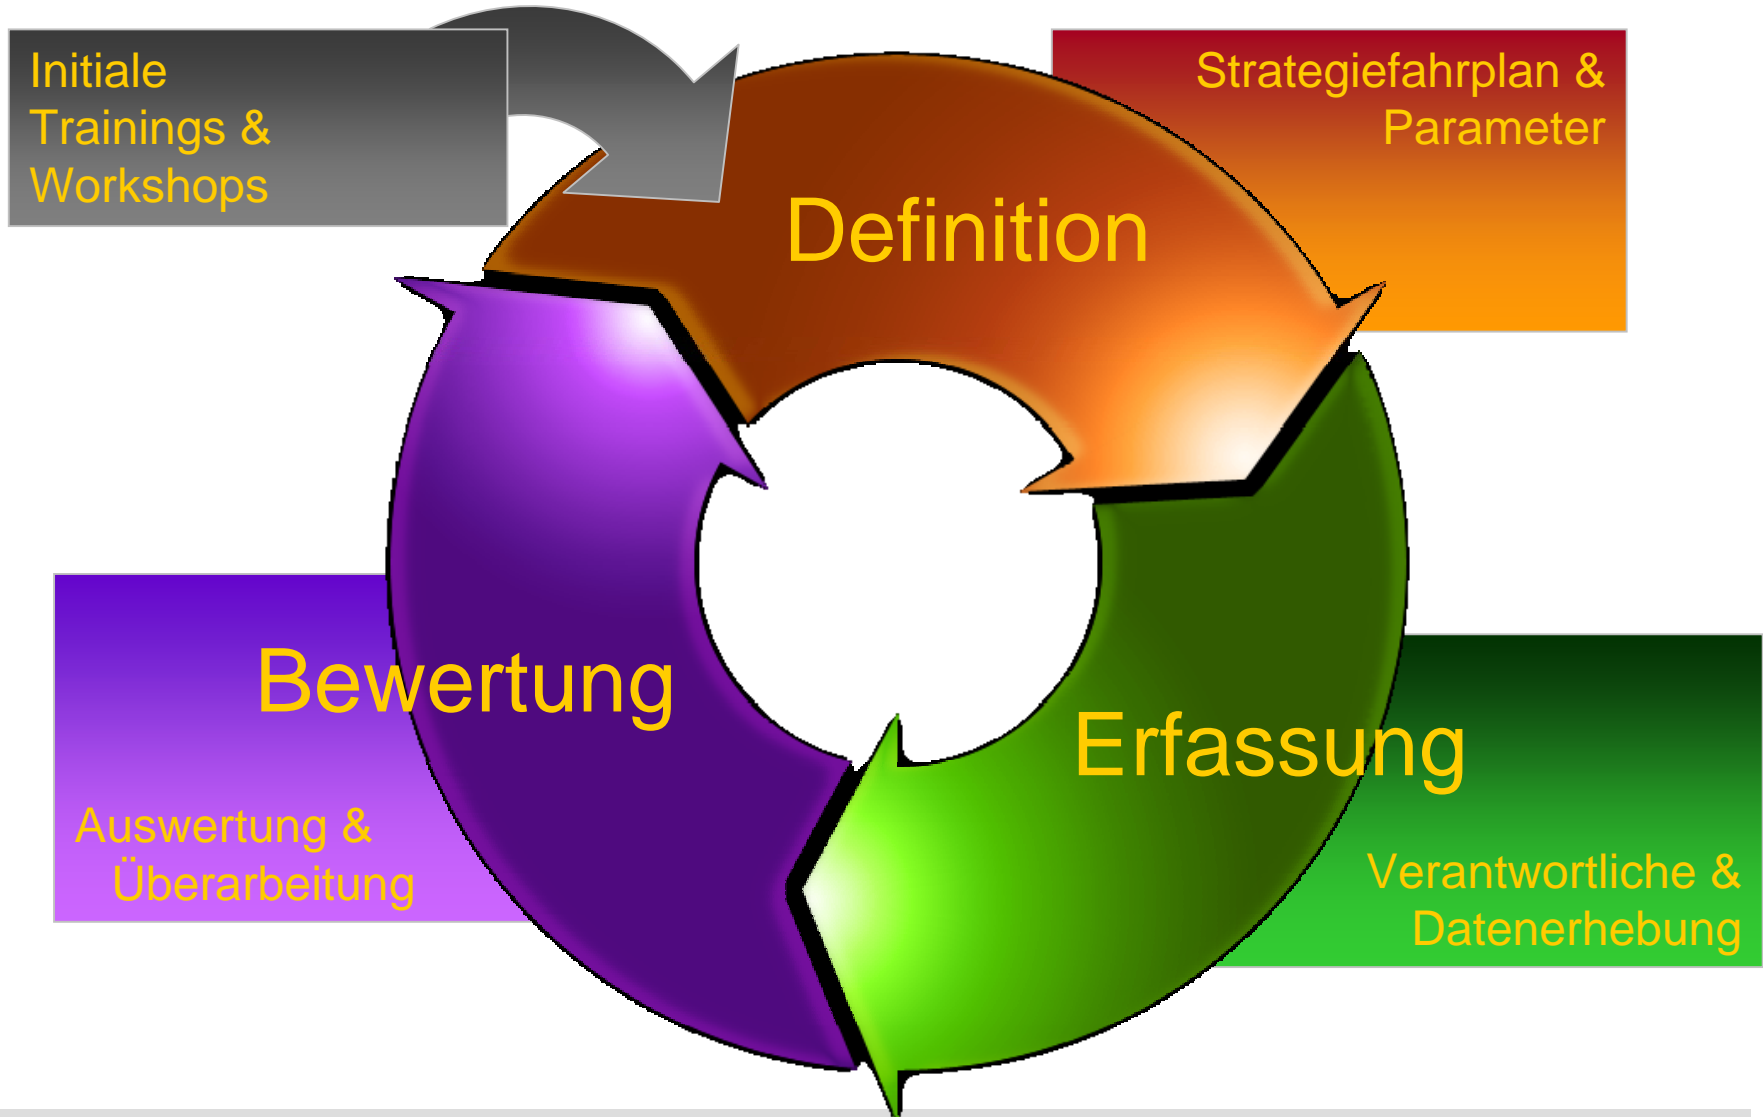 Initiale
Trainings &
Workshops
Strategiefahrplan &
Parameter
Definition
Bewertung
Auswertung &
Überarbeitung
Erfassung
Verantwortliche &
Datenerhebung